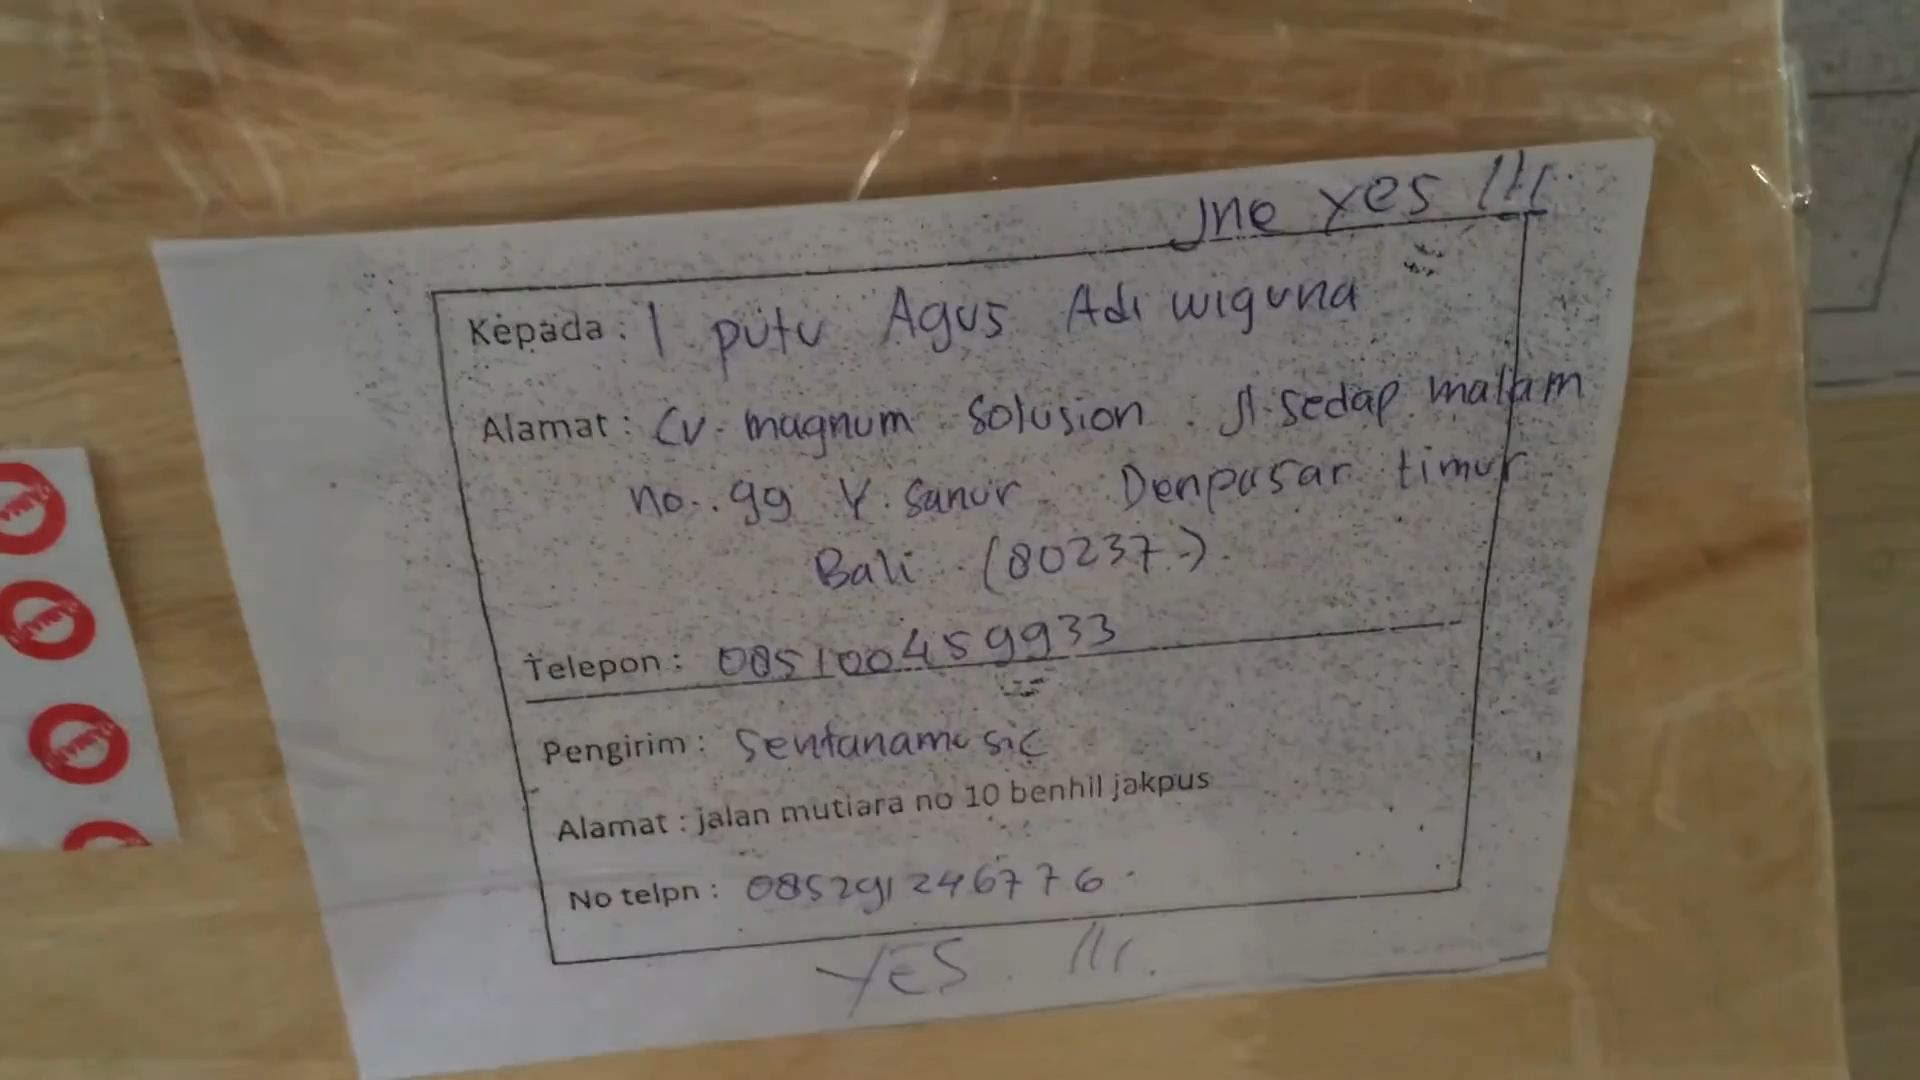 Jne Yes !!!
Kepada : I putu Agus Adi wiguna
Alamat : Cv. magnum Solusion. Jl. sedap malam
no. 99 Y. Sanur Denpasar timur
Bali (80237)
Telepon : 085100459933
Pengirim : Sentanamusic
Alamat : jalan mutiara no 10 benhil jakpus
No telpn : 085291246776
YES !!!